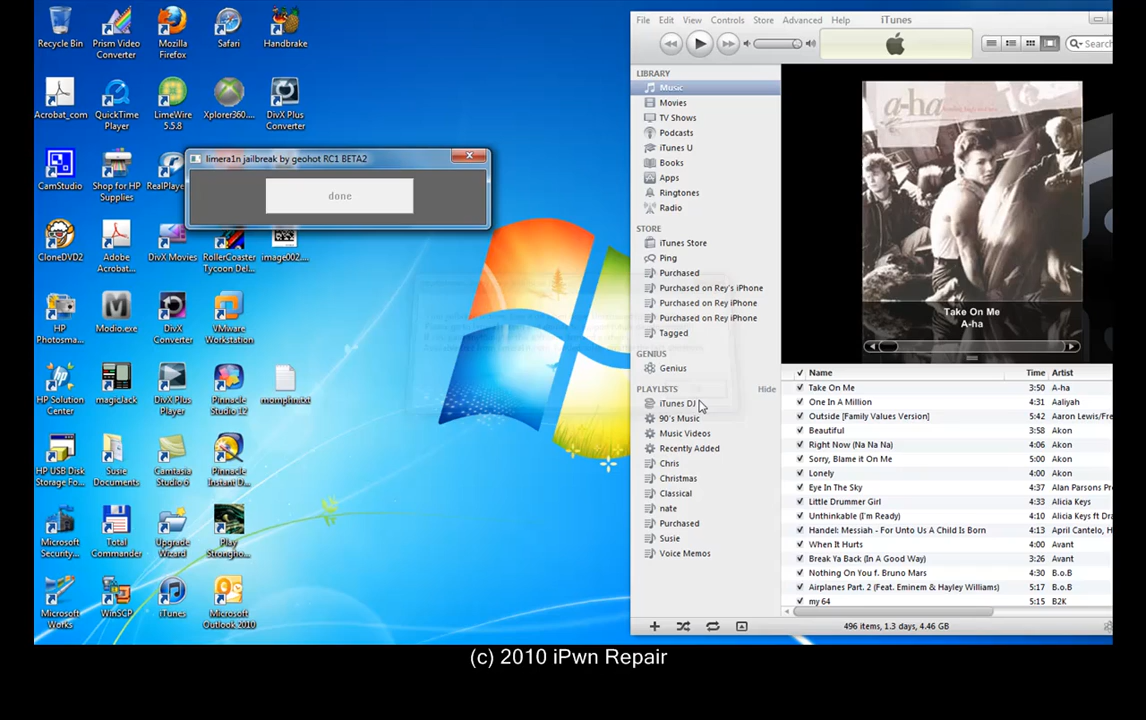 Recycle Bin
Prism Video Converter
Mozilla Firefox
Safari
Handbrake
Acrobat_com
QuickTime Player
LimeWire 5.5.8
Xplorer360....
DivX Plus Converter
CamStudio
Shop for HP Supplies
RealPlaye
CloneDVD2
Adobe Acrobat...
DivX Movies
RollerCoaster Tycoon Del...
image002....
HP Photosma...
Modio.exe
DivX Converter
VMware Workstation
HP Solution Center
magicJack
DivX Plus Player
Pinnacle Studio 12
HP USB Disk Storage Fo...
Susie Documents
Camtasia Studio 6
Pinnacle Instant D...
Microsoft Security...
Total Commander
Upgrade Wizard
Play Strongho...
Microsoft Works
WinSCP
iTunes
Microsoft Outlook 2010
limera1n jailbreak by geohot RC1 BETA2
done
File Edit View Controls Store Advanced Help
iTunes
Search
LIBRARY
Music
Movies
TV Shows
Podcasts
iTunes U
Books
Apps
Ringtones
Radio
STORE
iTunes Store
Ping
Purchased
Purchased on Rey's iPhone
Purchased on Rey iPhone
Purchased on Rey iPhone
Tagged
GENIUS
Genius
PLAYLISTS Hide
iTunes DJ
90's Music
Music Videos
Recently Added
Chris
Christmas
Classical
nate
Purchased
Susie
Voice Memos
a-ha
Take On Me
A-ha
Name Time Artist
Take On Me 3:50 A-ha
One In A Million 4:31 Aaliyah
Outside [Family Values Version] 5:42 Aaron Lewis/Fre
Beautiful 3:58 Akon
Right Now (Na Na Na) 4:06 Akon
Sorry, Blame it On Me 5:00 Akon
Lonely 4:00 Akon
Eye In The Sky 4:37 Alan Parsons Pr
Little Drummer Girl 4:33 Alicia Keys
Unthinkable (I'm Ready) 4:10 Alicia Keys ft D
Handel: Messiah - For Unto Us A Child Is Born 4:13 April Cantelo, H
When It Hurts 4:00 Avant
Break Ya Back (In A Good Way) 3:26 Avant
Nothing On You f. Bruno Mars 4:30 B.o.B
Airplanes Part. 2 (Feat. Eminem & Hayley Williams) 5:17 B.o.B
my 64 5:15 B2K
496 items, 1.3 days, 4.46 GB
(c) 2010 iPwn Repair